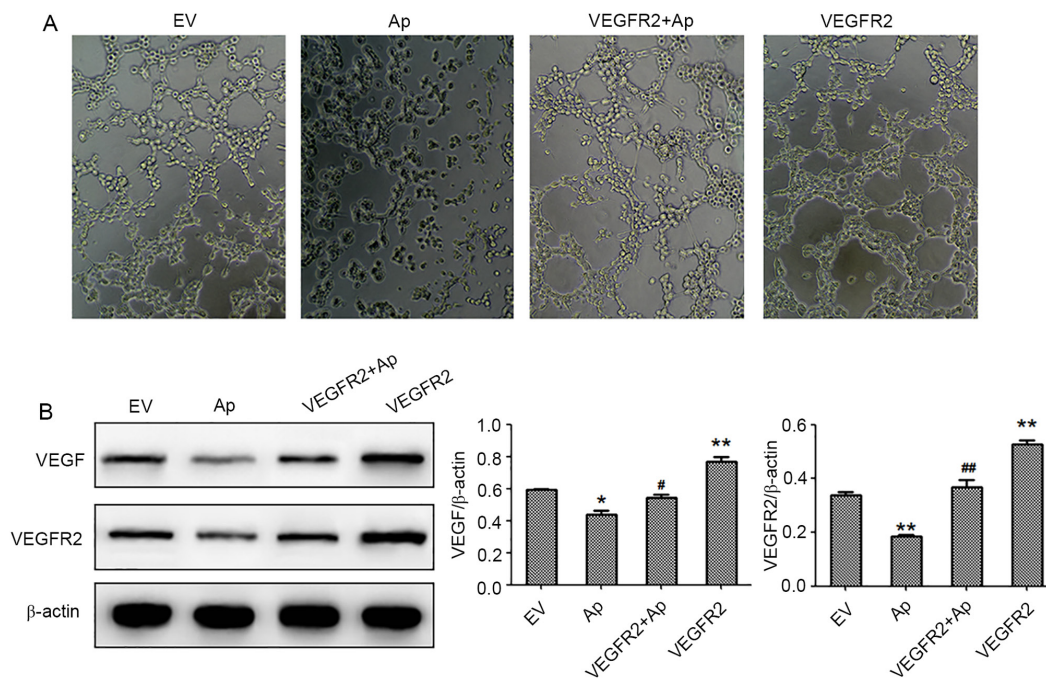 A
EV
Ap
VEGFR2+Ap
VEGFR2
B
EV
Ap
VEGFR2+Ap
VEGFR2
VEGF
VEGFR2
β-actin
VEGF/β-actin
1.0
0.8
0.6
0.4
0.2
0.0
*
#
**
EV
Ap
VEGFR2+Ap
VEGFR2
VEGFR2/β-actin
0.6
0.4
0.2
0.0
**
##
**
EV
Ap
VEGFR2+Ap
VEGFR2